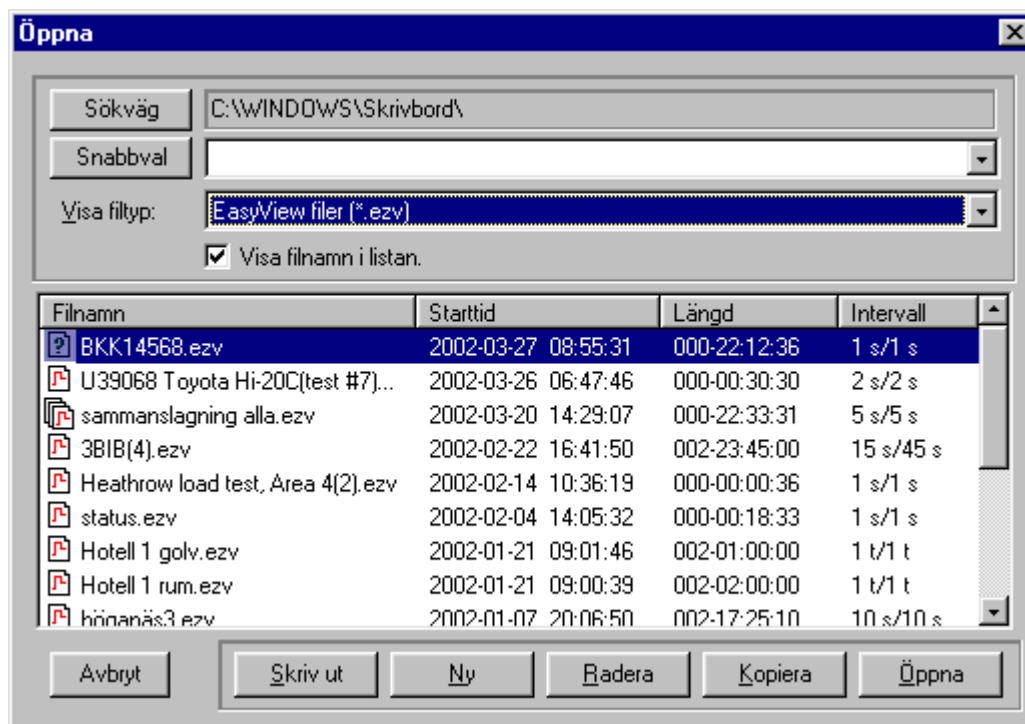 Öppna
Sökväg C:\WINDOWS\Skrivbord\
Snabbval
Visa filtyp: EasyView filer (*.ezv)
Visa filnamn i listan.
Filnamn Starttid Längd Intervall
BKK14568.ezv 2002-03-27 08:55:31 000-22:12:36 1 s/1 s
U39068 Toyota Hi-20C(test #7)... 2002-03-26 06:47:46 000-00:30:30 2 s/2 s
sammanslagning alla.ezv 2002-03-20 14:29:07 000-22:33:31 5 s/5 s
3BIB(4).ezv 2002-02-22 16:41:50 002-23:45:00 15 s/45 s
Heathrow load test, Area 4(2).ezv 2002-02-14 10:36:19 000-00:00:36 1 s/1 s
status.ezv 2002-02-04 14:05:32 000-00:18:33 1 s/1 s
Hotell 1 golv.ezv 2002-01-21 09:01:46 002-01:00:00 1 t/1 t
Hotell 1 rum.ezv 2002-01-21 09:00:39 002-02:00:00 1 t/1 t
höganäs3.ezv 2002-01-07 20:06:50 002-17:25:10 10 s/10 s
Avbryt Skriv ut Ny Radera Kopiera Öppna